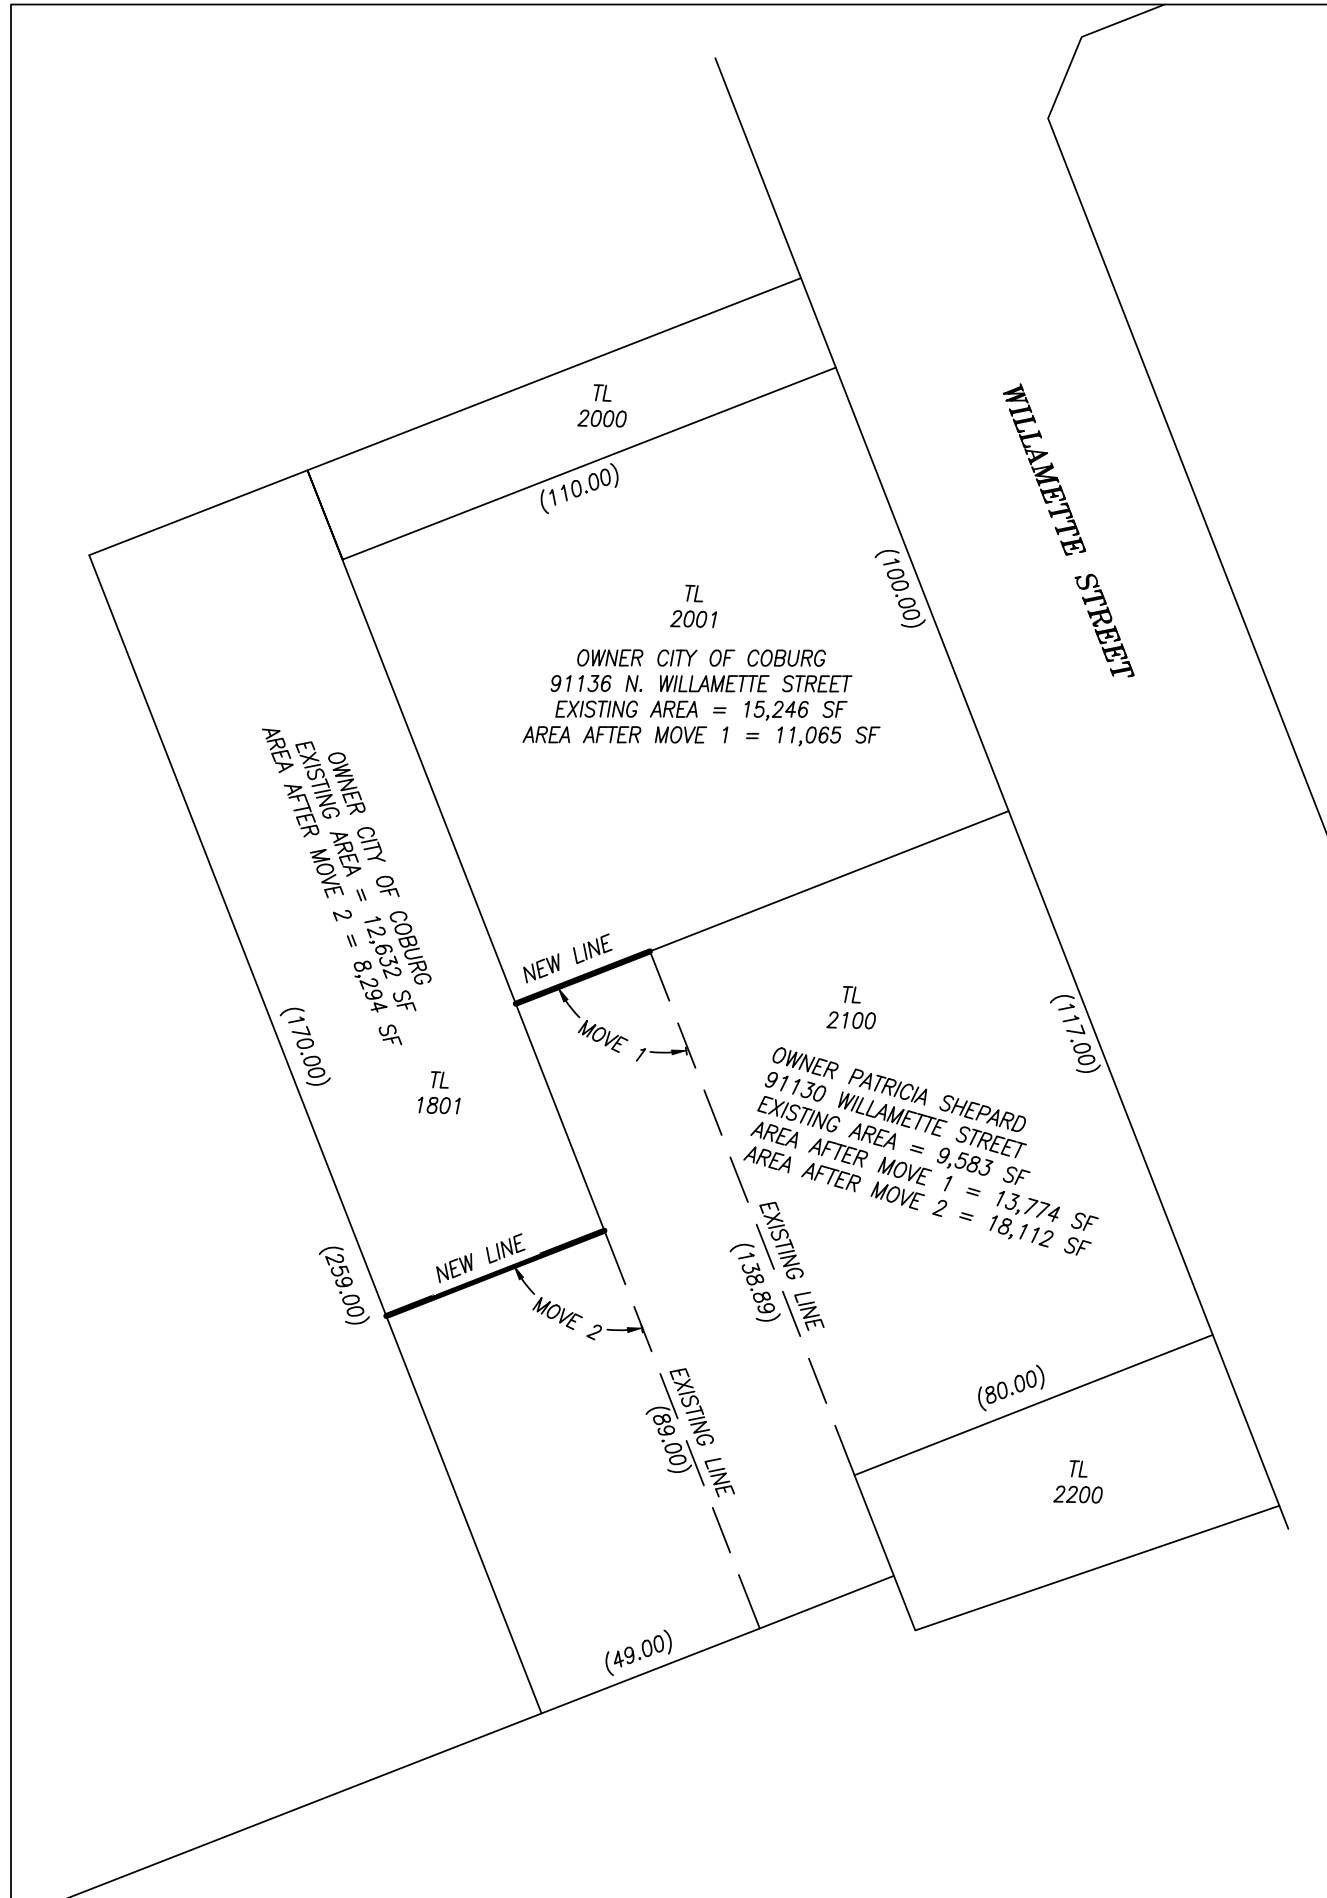 TL
2000
(110.00)
WILLAMETTE STREET
(100.00)
TL
2001
OWNER CITY OF COBURG
91136 N. WILLAMETTE STREET
EXISTING AREA = 15,246 SF
AREA AFTER MOVE 1 = 11,065 SF
OWNER CITY OF COBURG
EXISTING AREA = 12,632 SF
AREA AFTER MOVE 2 = 8,294 SF
NEW LINE
MOVE 1
(170.00)
TL
1801
TL
2100
(117.00)
OWNER PATRICIA SHEPARD
91130 WILLAMETTE STREET
EXISTING AREA = 9,583 SF
AREA AFTER MOVE 1 = 13,774 SF
AREA AFTER MOVE 2 = 18,112 SF
EXISTING LINE
(138.89)
NEW LINE
(259.00)
MOVE 2
EXISTING LINE
(89.00)
(80.00)
TL
2200
(49.00)